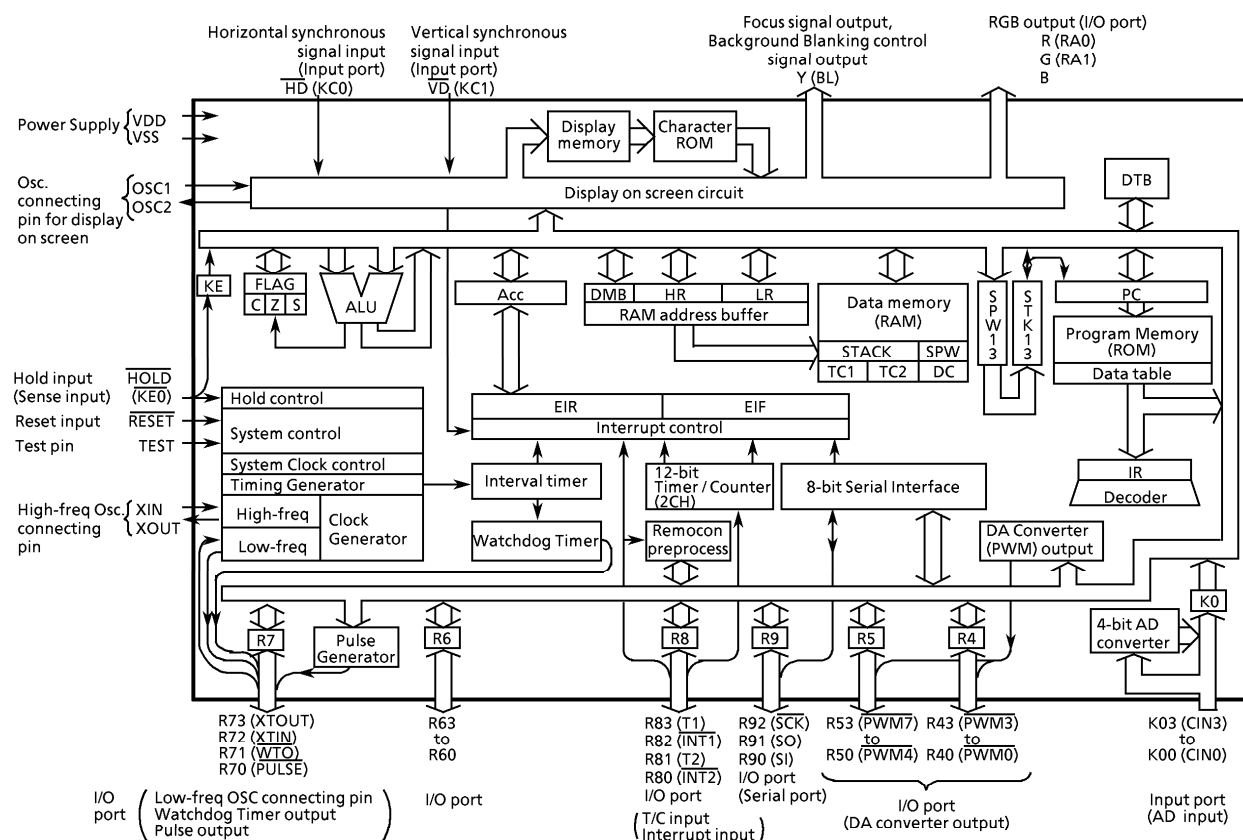 Horizontal synchronous
signal input
(Input port)
HD (KC0)
Vertical synchronous
signal input
(Input port)
VD (KC1)
Focus signal output,
Background Blanking control
signal output
Y (BL)
RGB output (I/O port)
R (RA0)
G (RA1)
B
Power Supply
VDD
VSS
Osc.
connecting
pin for display
on screen
OSC1
OSC2
Display
memory
Character
ROM
Display on screen circuit
DTB
KE
FLAG
C Z S
ALU
Acc
DMB HR LR
RAM address buffer
Data memory
(RAM)
STACK SPW
TC1 TC2 DC
SPW13
STK13
PC
Program Memory
(ROM)
Data table
IR
Decoder
Hold input
(Sense input)
HOLD
(KE0)
Reset input RESET
Test pin TEST
High-freq Osc.
connecting
pin
XIN
XOUT
Hold control
System control
System Clock control
Timing Generator
High-freq
Low-freq
Clock
Generator
EIR EIF
Interrupt control
Interval timer
Watchdog Timer
12-bit
Timer / Counter
(2CH)
Remocon
preprocess
8-bit Serial Interface
DA Converter
(PWM) output
K0
4-bit AD
converter
R7
Pulse
Generator
R6
R8
R9
R5
R4
R73 (XTOUT)
R72 (XTIN)
R71 (WTO)
R70 (PULSE)
I/O
port
Low-freq OSC connecting pin
Watchdog Timer output
Pulse output
R63
to
R60
I/O port
R83 (T1)
R82 (INT1)
R81 (T2)
R80 (INT2)
I/O port
(T/C input
Interrupt input)
R92 (SCK)
R91 (SO)
R90 (SI)
I/O port
(Serial port)
R53 (PWM7)
to
R50 (PWM4)
R43 (PWM3)
to
R40 (PWM0)
I/O port
(DA converter output)
K03 (CIN3)
to
K00 (CIN0)
Input port
(AD input)